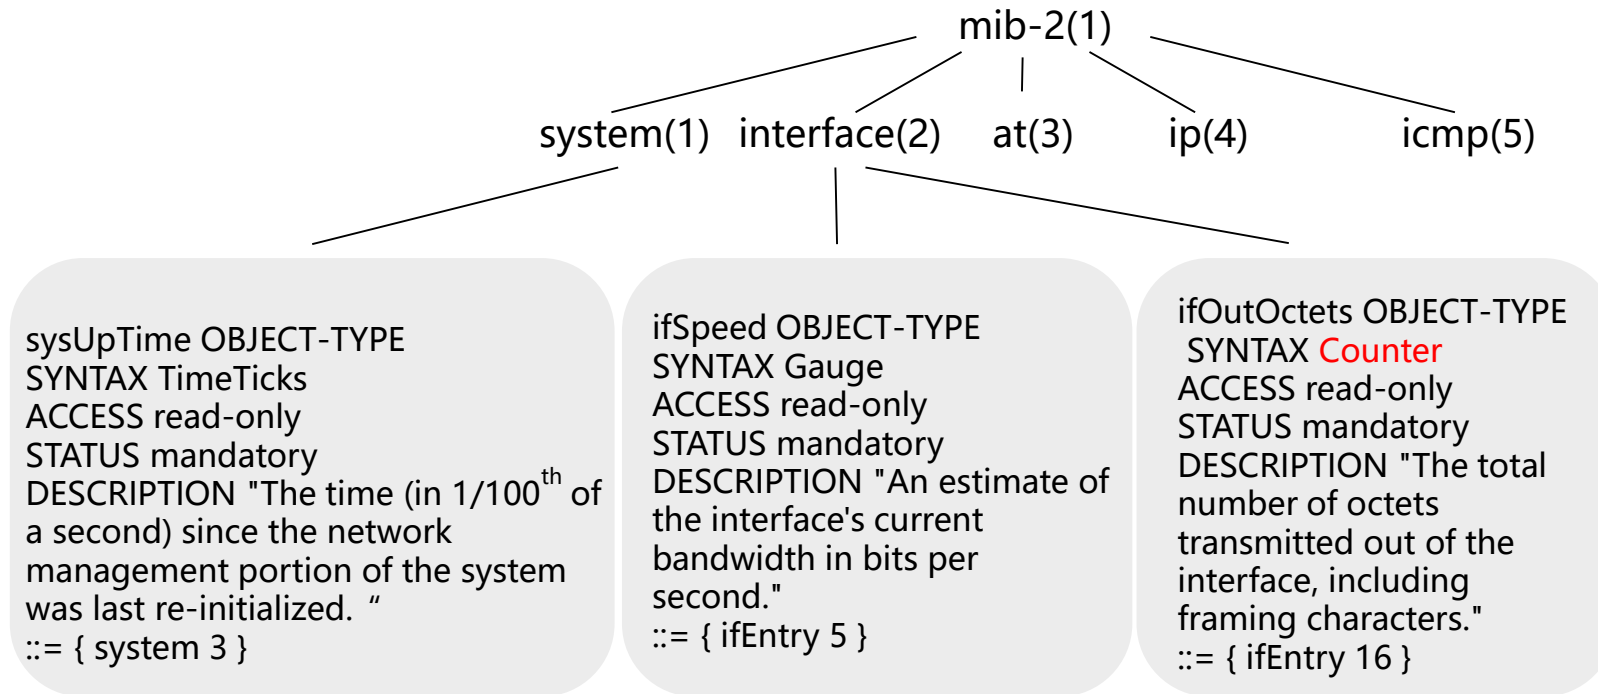 mib-2(1)
system(1) interface(2) at(3) ip(4) icmp(5)
sysUpTime OBJECT-TYPE
SYNTAX TimeTicks
ACCESS read-only
STATUS mandatory
DESCRIPTION "The time (in 1/100th of
a second) since the network
management portion of the system
was last re-initialized. “
::= { system 3 }
ifSpeed OBJECT-TYPE
SYNTAX Gauge
ACCESS read-only
STATUS mandatory
DESCRIPTION "An estimate of
the interface's current
bandwidth in bits per
second."
::= { ifEntry 5 }
ifOutOctets OBJECT-TYPE
SYNTAX Counter
ACCESS read-only
STATUS mandatory
DESCRIPTION "The total
number of octets
transmitted out of the
interface, including
framing characters."
::= { ifEntry 16 }